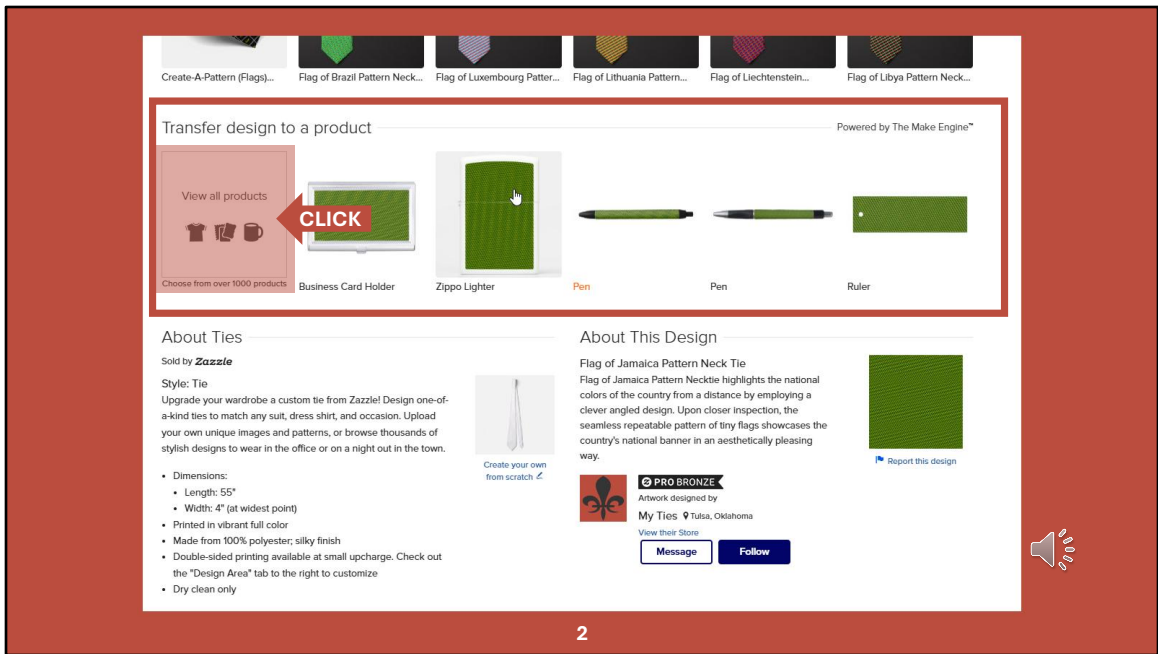 Create-A-Pattern (Flags)...
Flag of Brazil Pattern Neck...
Flag of Luxembourg Patter...
Flag of Lithuania Pattern...
Flag of Liechtenstein...
Flag of Libya Pattern Neck...
Transfer design to a product
Powered by The Make Engine™
View all products
CLICK
Choose from over 1000 products
Business Card Holder
Zippo Lighter
Pen
Pen
Ruler
About Ties
Sold by Zazzle
Style: Tie
Upgrade your wardrobe a custom tie from Zazzle! Design one-of-
a-kind ties to match any suit, dress shirt, and occasion. Upload
your own unique images and patterns, or browse thousands of
stylish designs to wear in the office or on a night out in the town.
Create your own
from scratch
• Dimensions:
• Length: 55"
• Width: 4" (at widest point)
• Printed in vibrant full color
• Made from 100% polyester; silky finish
• Double-sided printing available at small upcharge. Check out
the "Design Area" tab to the right to customize
• Dry clean only
About This Design
Flag of Jamaica Pattern Neck Tie
Flag of Jamaica Pattern Necktie highlights the national
colors of the country from a distance by employing a
clever angled design. Upon closer inspection, the
seamless repeatable pattern of tiny flags showcases the
country's national banner in an aesthetically pleasing
way.
Report this design
PRO BRONZE
Artwork designed by
My Ties Tulsa, Oklahoma
View their Store
Message
Follow
2